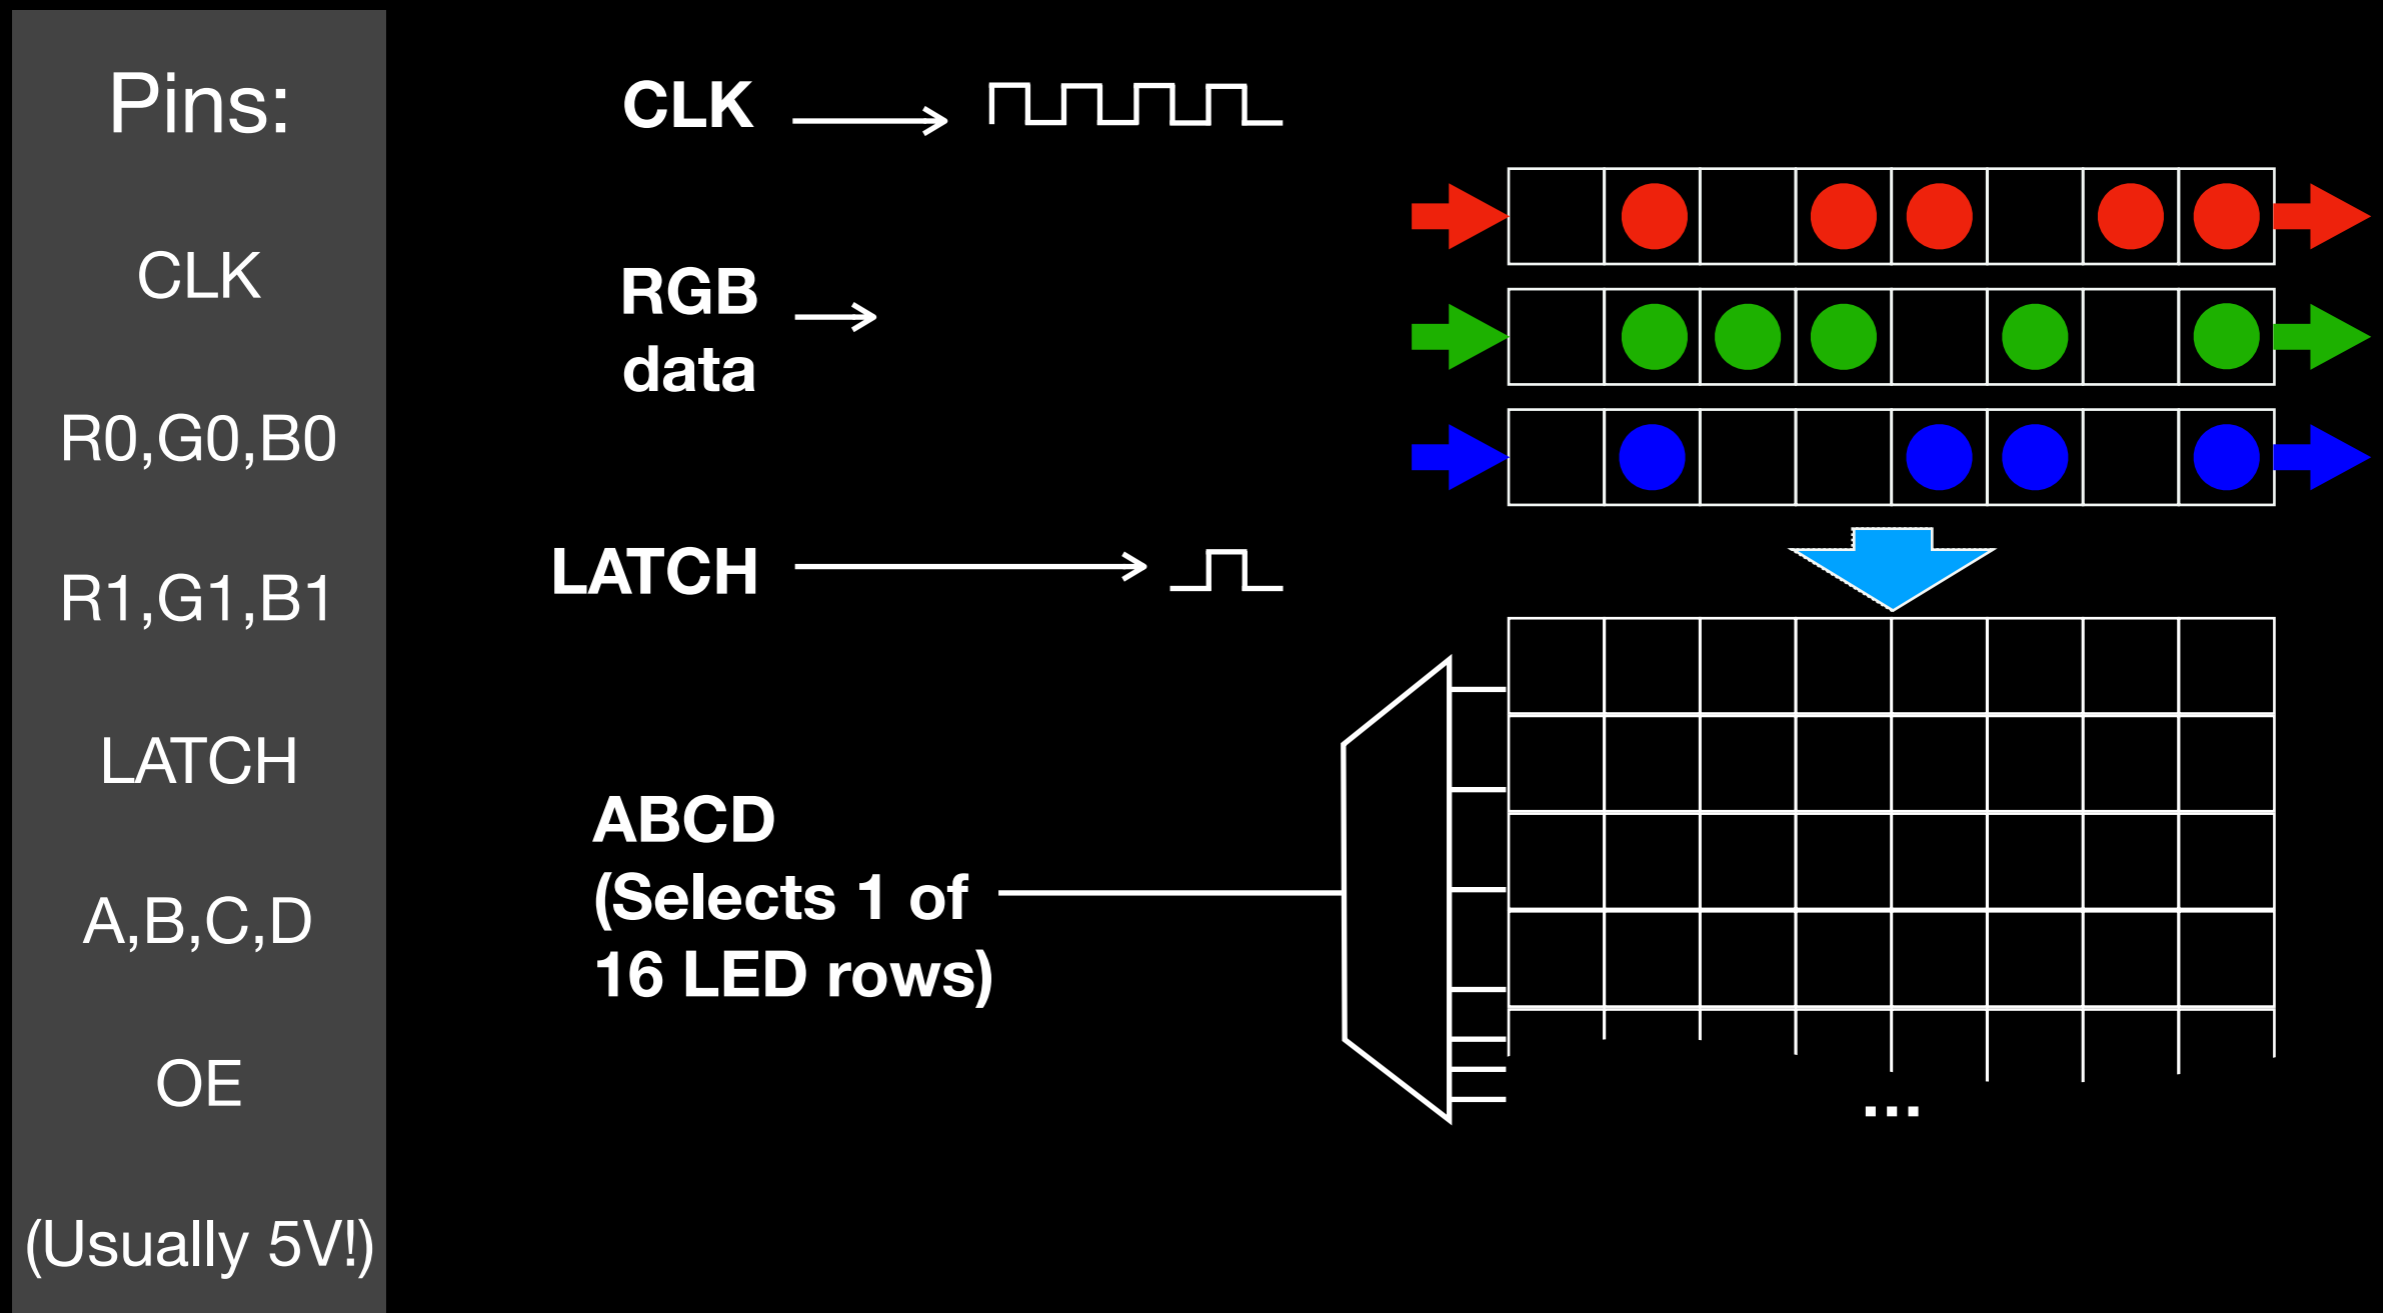 Pins:
CLK
R0,G0,B0
R1,G1,B1
LATCH
A,B,C,D
OE
(Usually 5V!)
CLK
RGB
data
LATCH
ABCD
(Selects 1 of
16 LED rows)
...